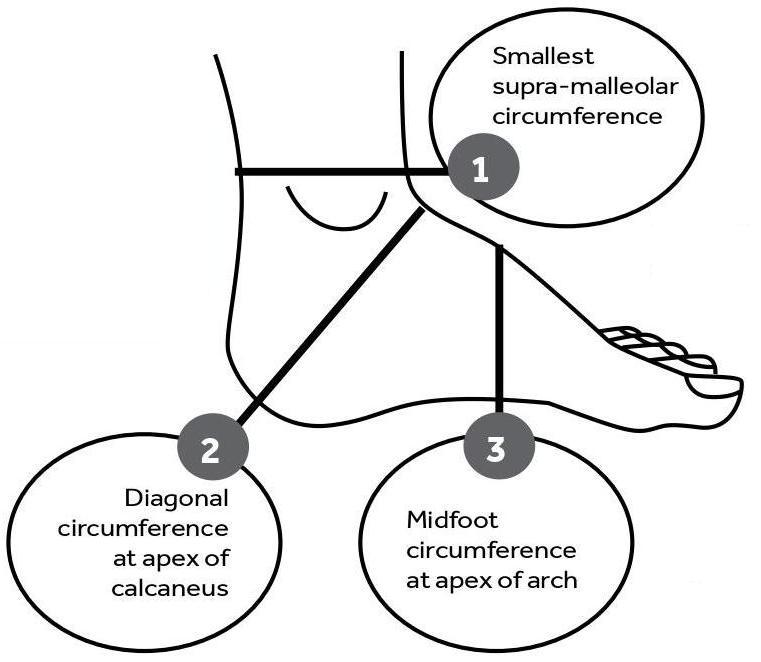 Smallest
supra-malleolar
circumference
1
2
Diagonal
circumference
at apex of
calcaneus
3
Midfoot
circumference
at apex of arch